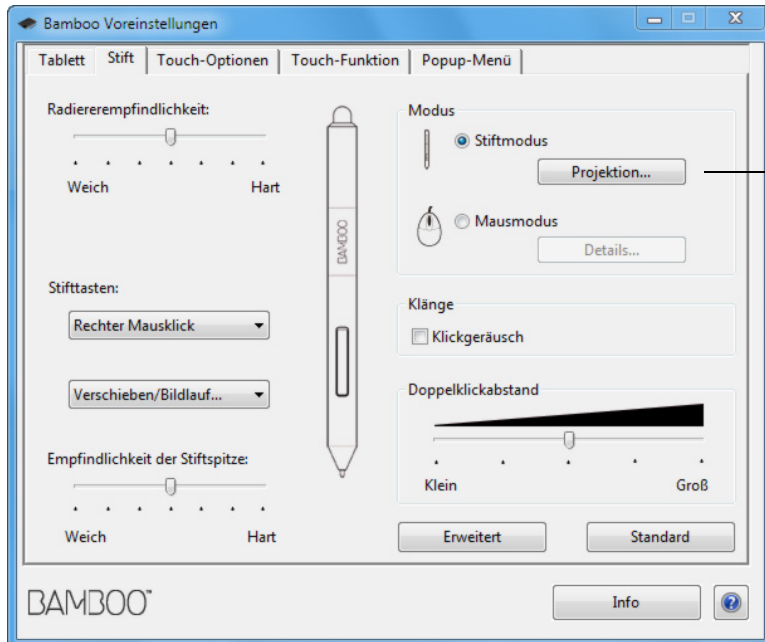 Bamboo Voreinstellungen
Tablett Stift Touch-Optionen Touch-Funktion Popup-Menü
Radiererempfindlichkeit:
Weich Hart
Stifttasten:
Rechter Mausklick
Verschieben/Bildlauf...
Empfindlichkeit der Stiftspitze:
Weich Hart
BAMBOO
Modus
Stiftmodus
Projektion...
Mausmodus
Details...
Klänge
Klickgeräusch
Doppelklickabstand
Klein Groß
Erweitert Standard
BAMBOO™ Info